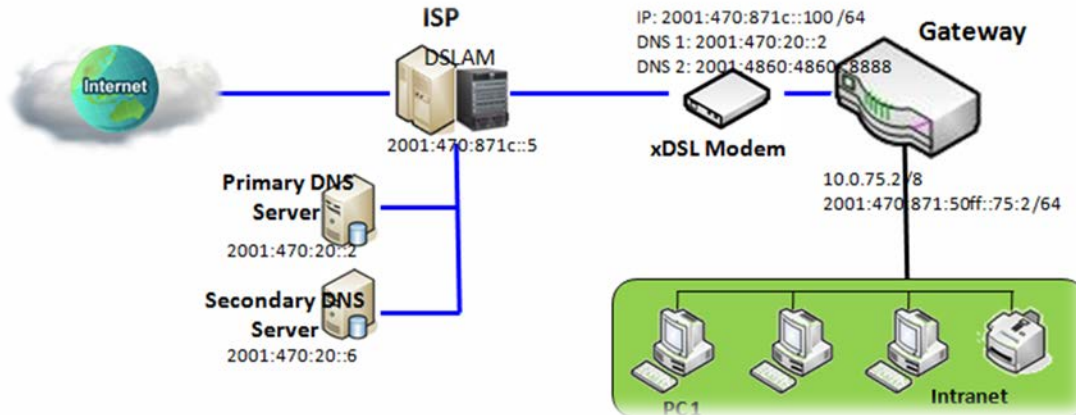 ISP
DSLAM
Internet
2001:470:871c::5
Primary DNS
Server
2001:470:20::2
Secondary DNS
Server
2001:470:20::6
IP: 2001:470:871c::100 /64
DNS 1: 2001:470:20::2
DNS 2: 2001:4860:4860::8888
Gateway
xDSL Modem
10.0.75.2/8
2001:470:871:50ff::75:2/64
PC1
Intranet